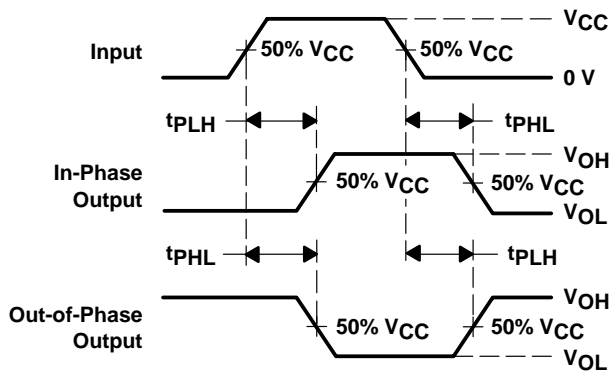 VCC
Input
50% VCC
50% VCC
0 V
tPLH
tPHL
VOH
In-Phase
Output
50% VCC
50% VCC
VOL
tPHL
tPLH
VOH
Out-of-Phase
Output
50% VCC
50% VCC
VOL